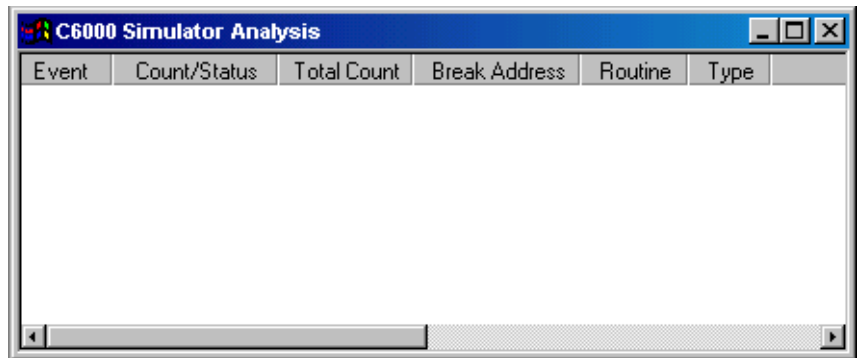 C6000 Simulator Analysis
Event Count/Status Total Count Break Address Routine Type